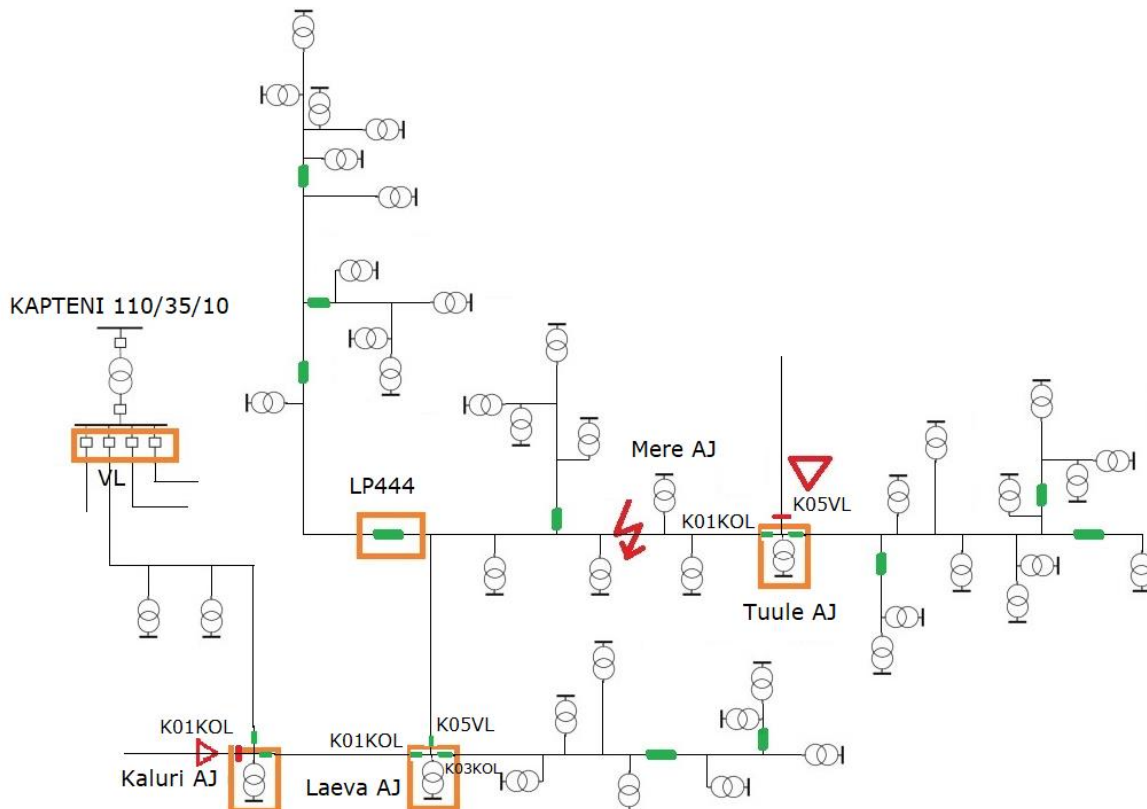 KAPTENI 110/35/10
VL
LP444
Mere AJ
K01KOL
K05VL
Tuule AJ
K01KOL
Kaluri AJ
K01KOL
K05VL
K03KOL
Laeva AJ